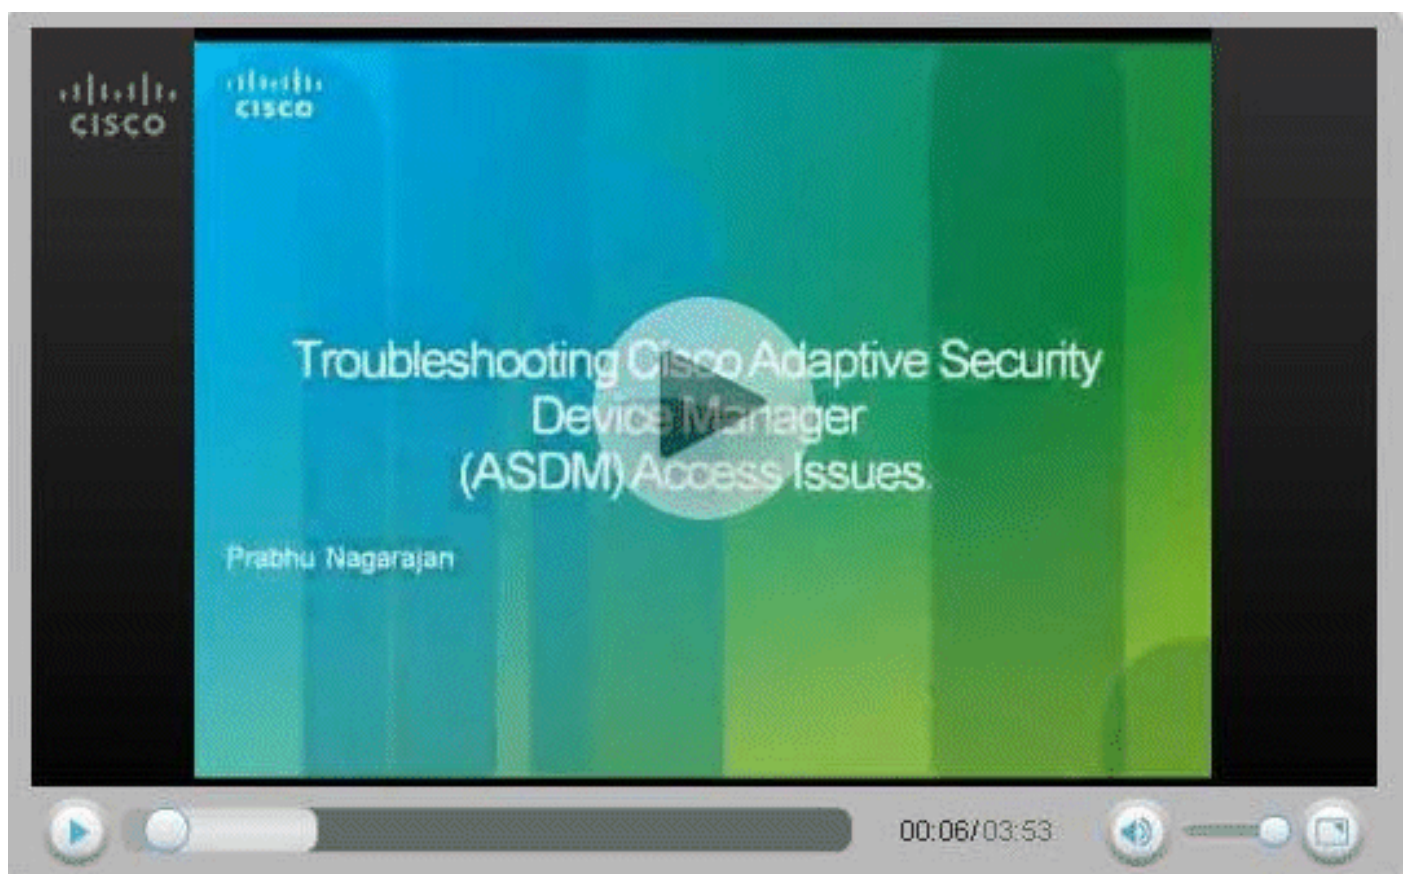 CISCO
CISCO
Troubleshooting Cisco Adaptive Security
Device Manager
(ASDM) Access Issues.
Prabhu Nagarajan
00:06/03:53